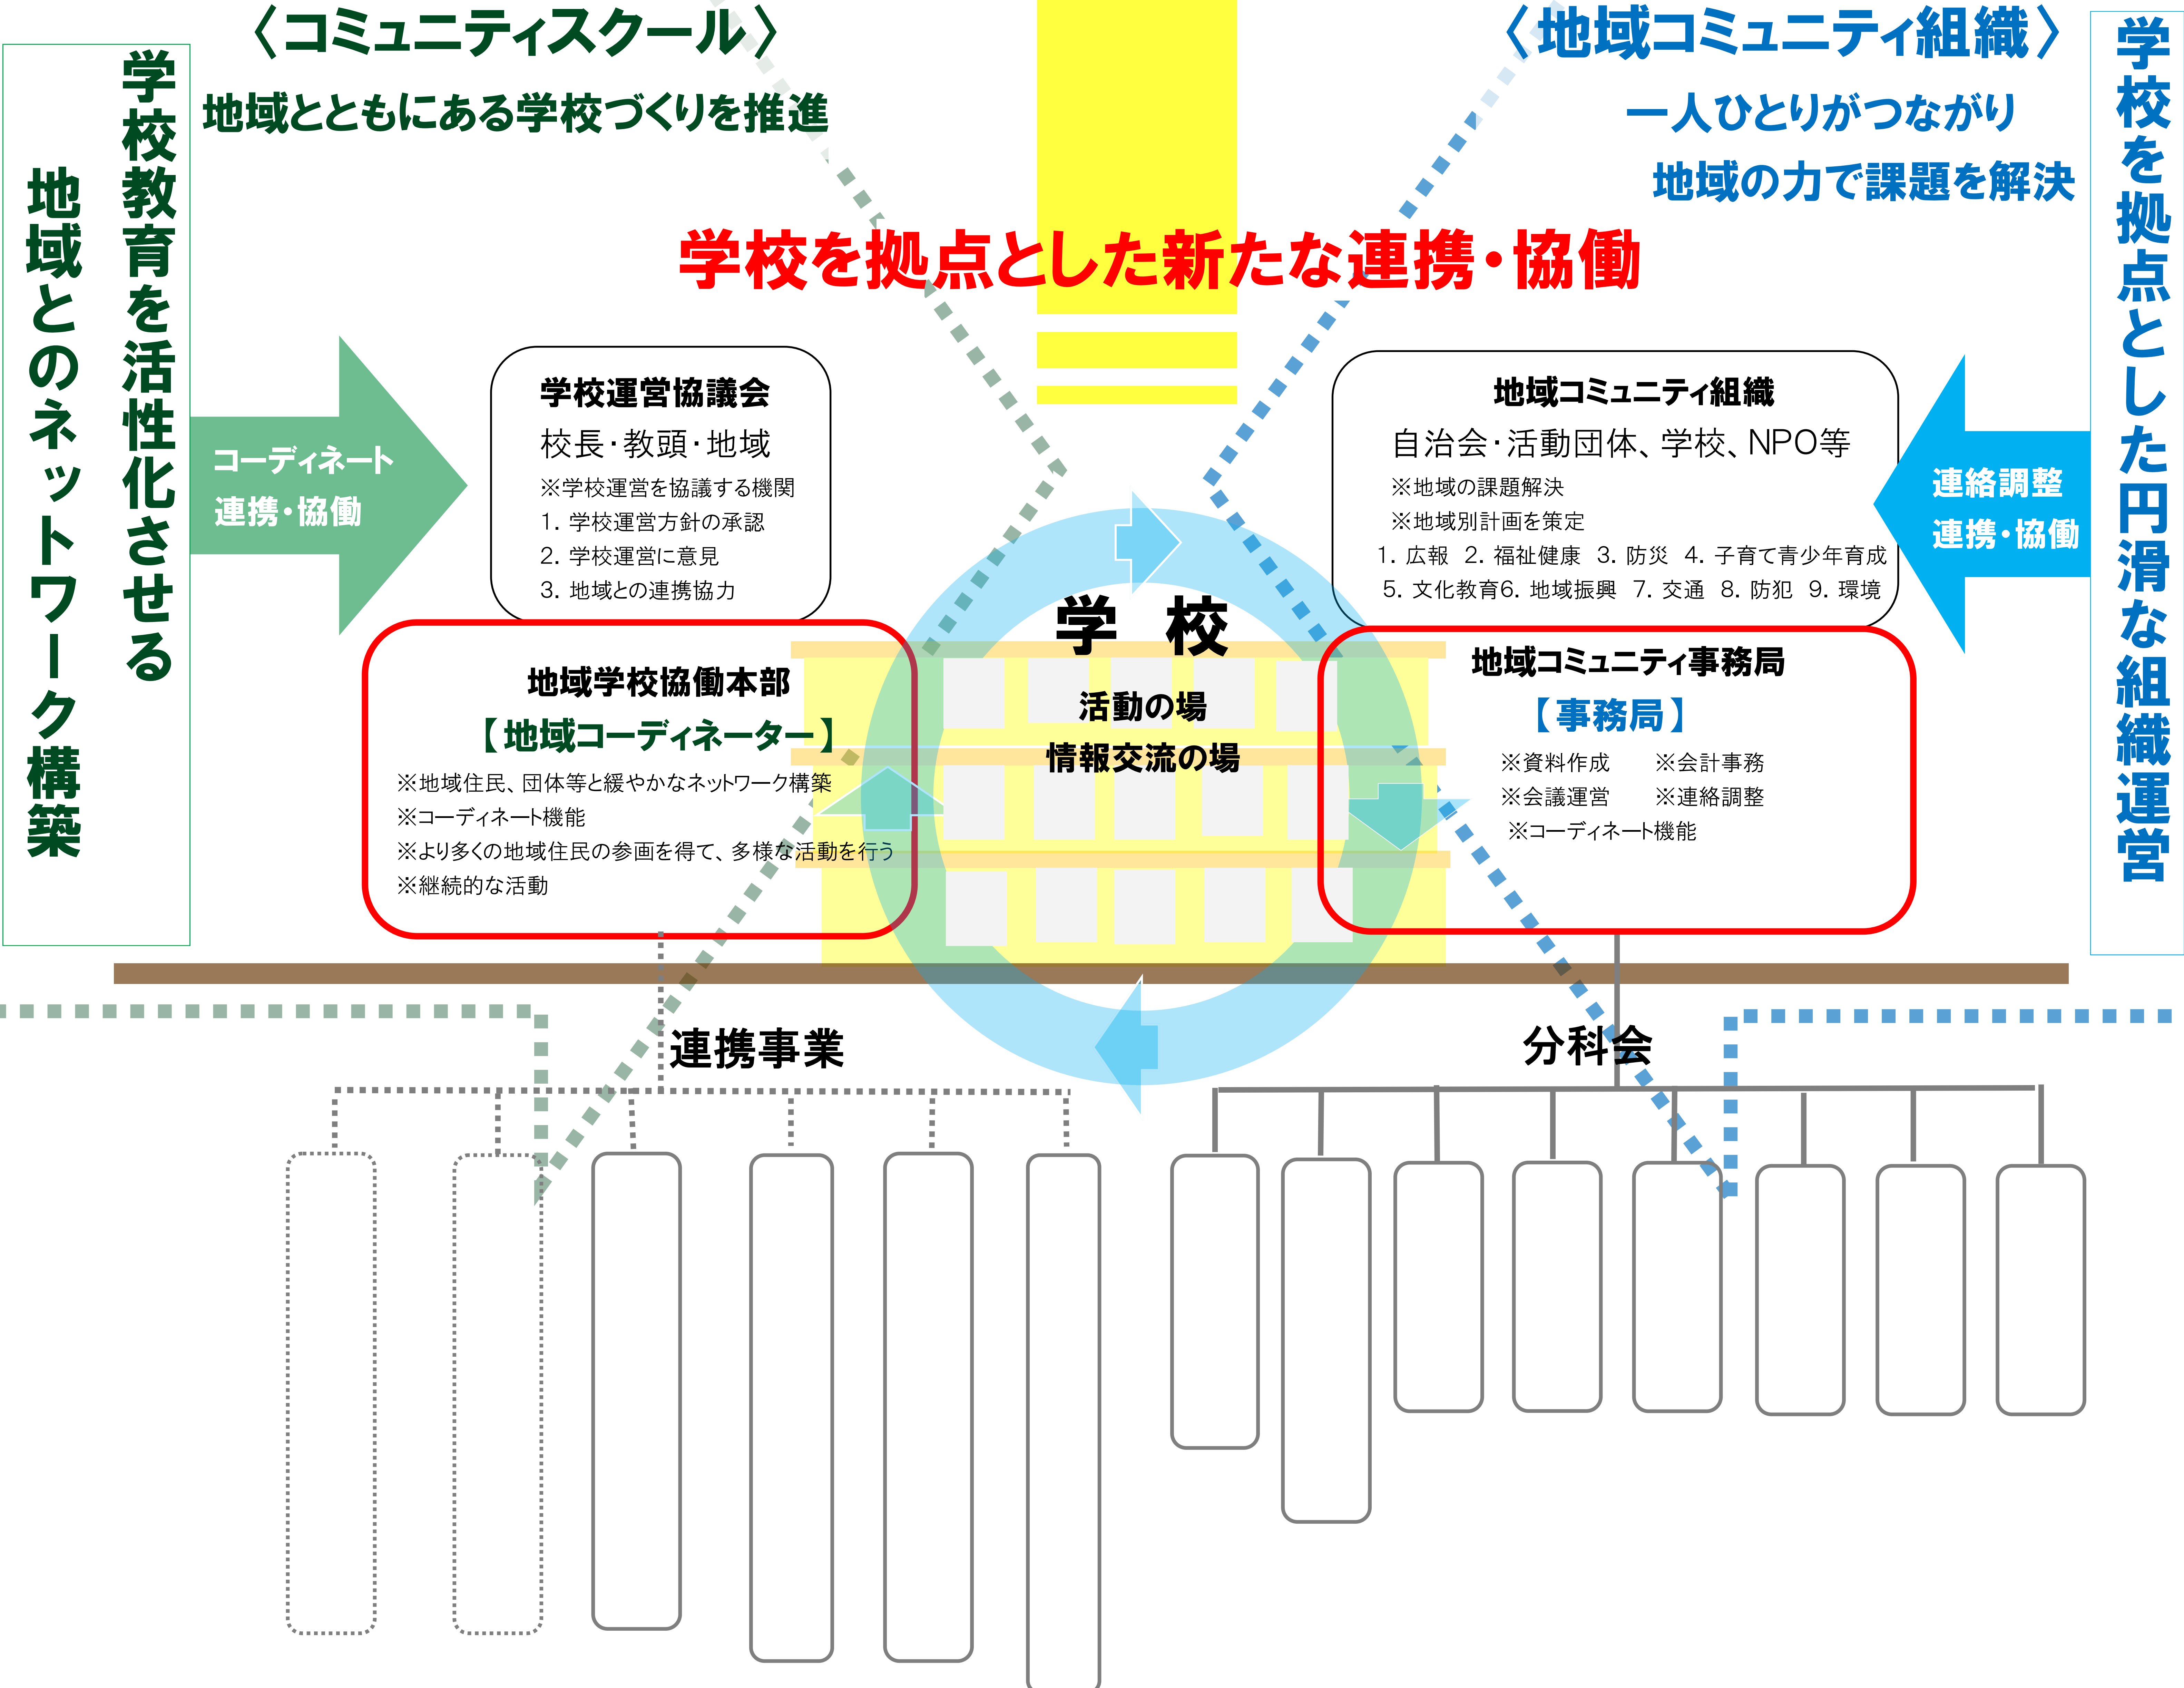 〈コミュニティスクール〉
地域とともにある学校づくりを推進
〈地域コミュニティ組織〉
一人ひとりがつながり
地域の力で課題を解決
学校を拠点とした新たな連携・協働
学校教育を活性化させる
地域とのネットワーク構築
コーディネート
連携・協働
学校運営協議会
校長・教頭・地域
※学校運営を協議する機関
1. 学校運営方針の承認
2. 学校運営に意見
3. 地域との連携協力
地域学校協働本部
【地域コーディネーター】
※地域住民、団体等と緩やかなネットワーク構築
※コーディネート機能
※より多くの地域住民の参画を得て、多様な活動を行う
※継続的な活動
学 校
活動の場
情報交流の場
地域コミュニティ組織
自治会・活動団体、学校、NPO等
※地域の課題解決
※地域別計画を策定
1. 広報 2. 福祉健康 3. 防災 4. 子育て青少年育成
5. 文化教育6. 地域振興 7. 交通 8. 防犯 9. 環境
地域コミュニティ事務局
【事務局】
※資料作成 ※会計事務
※会議運営 ※連絡調整
※コーディネート機能
連絡調整
連携・協働
学校を拠点とした円滑な組織運営
連携事業
分科会